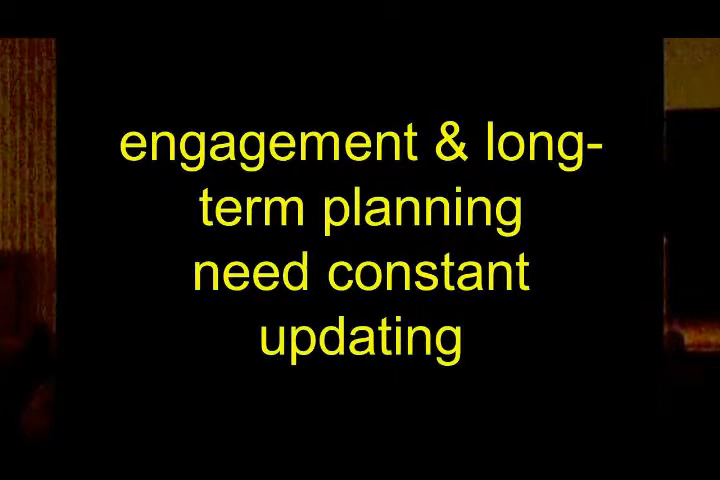 engagement & long-
term planning
need constant
updating